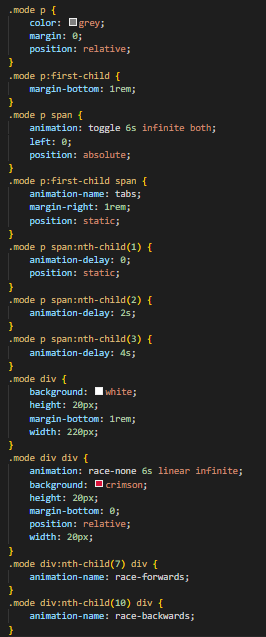 .mode p {
    color: grey;
    margin: 0;
    position: relative;
}
.mode p:first-child {
    margin-bottom: 1rem;
}
.mode p span {
    animation: toggle 6s infinite both;
    left: 0;
    position: absolute;
}
.mode p:first-child span {
    animation-name: tabs;
    margin-right: 1rem;
    position: static;
}
.mode p span:nth-child(1) {
    animation-delay: 0;
    position: static;
}
.mode p span:nth-child(2) {
    animation-delay: 2s;
}
.mode p span:nth-child(3) {
    animation-delay: 4s;
}
.mode div {
    background: white;
    height: 20px;
    margin-bottom: 1rem;
    width: 220px;
}
.mode div div {
    animation: race-none 6s linear infinite;
    background: crimson;
    height: 20px;
    margin-bottom: 0;
    position: relative;
    width: 20px;
}
.mode div:nth-child(7) div {
    animation-name: race-forwards;
}
.mode div:nth-child(10) div {
    animation-name: race-backwards;
}